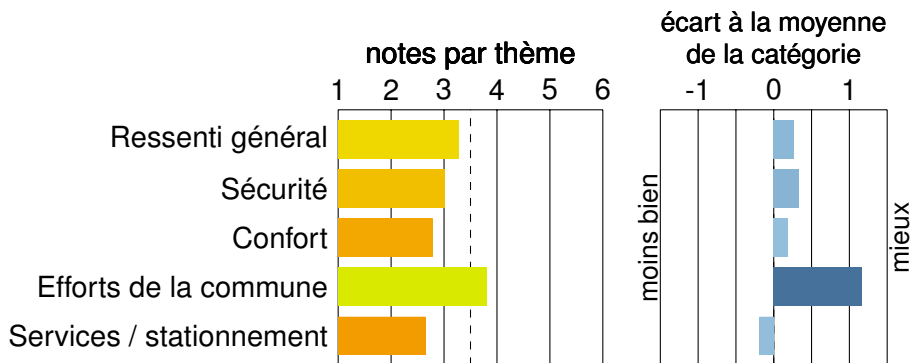 notes par thème
écart à la moyenne
de la catégorie
1 2 3 4 5 6
-1 0 1
Ressenti général
Sécurité
Confort
Efforts de la commune
Services / stationnement
moins bien
mieux